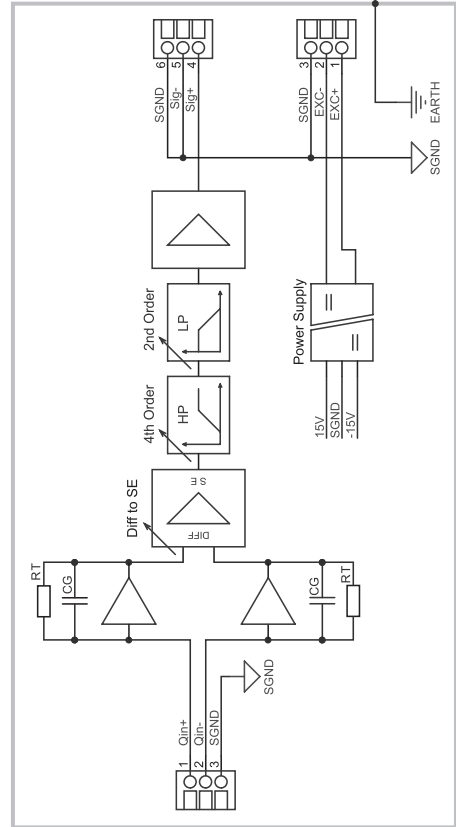 6
5
4
SGND
Sig-
Sig+
3
2
1
SGND
EXC-
EXC+
EARTH
SGND
2nd Order
LP
Power Supply
4th Order
HP
15V
SGND
-15V
Diff to SE
SE
DIFF
RT
CG
CG
RT
Qin+
Qin-
SGND
SGND
1
2
3